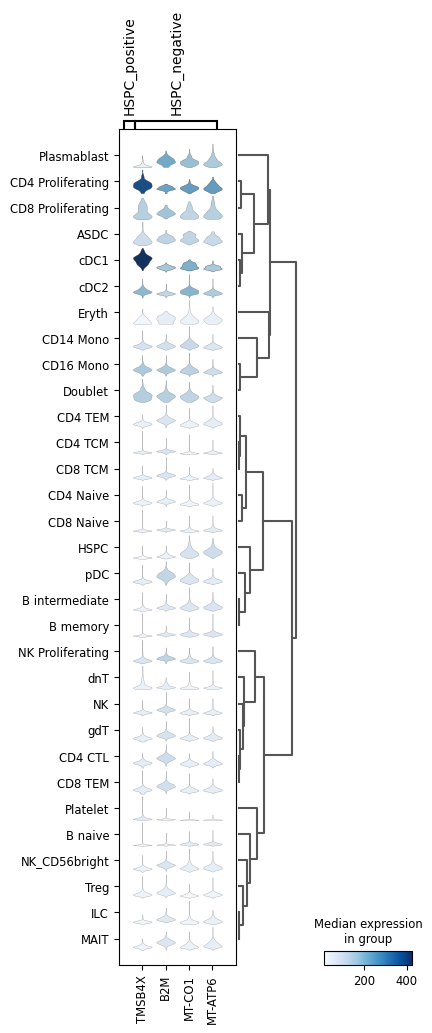 HSPC_positive
HSPC_negative
Plasmablast
CD4 Proliferating
CD8 Proliferating
ASDC
cDC1
cDC2
Eryth
CD14 Mono
CD16 Mono
Doublet
CD4 TEM
CD4 TCM
CD8 TCM
CD4 Naive
CD8 Naive
HSPC
pDC
B intermediate
B memory
NK Proliferating
dnT
NK
gdT
CD4 CTL
CD8 TEM
Platelet
B naive
NK_CD56bright
Treg
ILC
MAIT
TMSB4X
B2M
MT-CO1
MT-ATP6
Median expression
in group
200 400